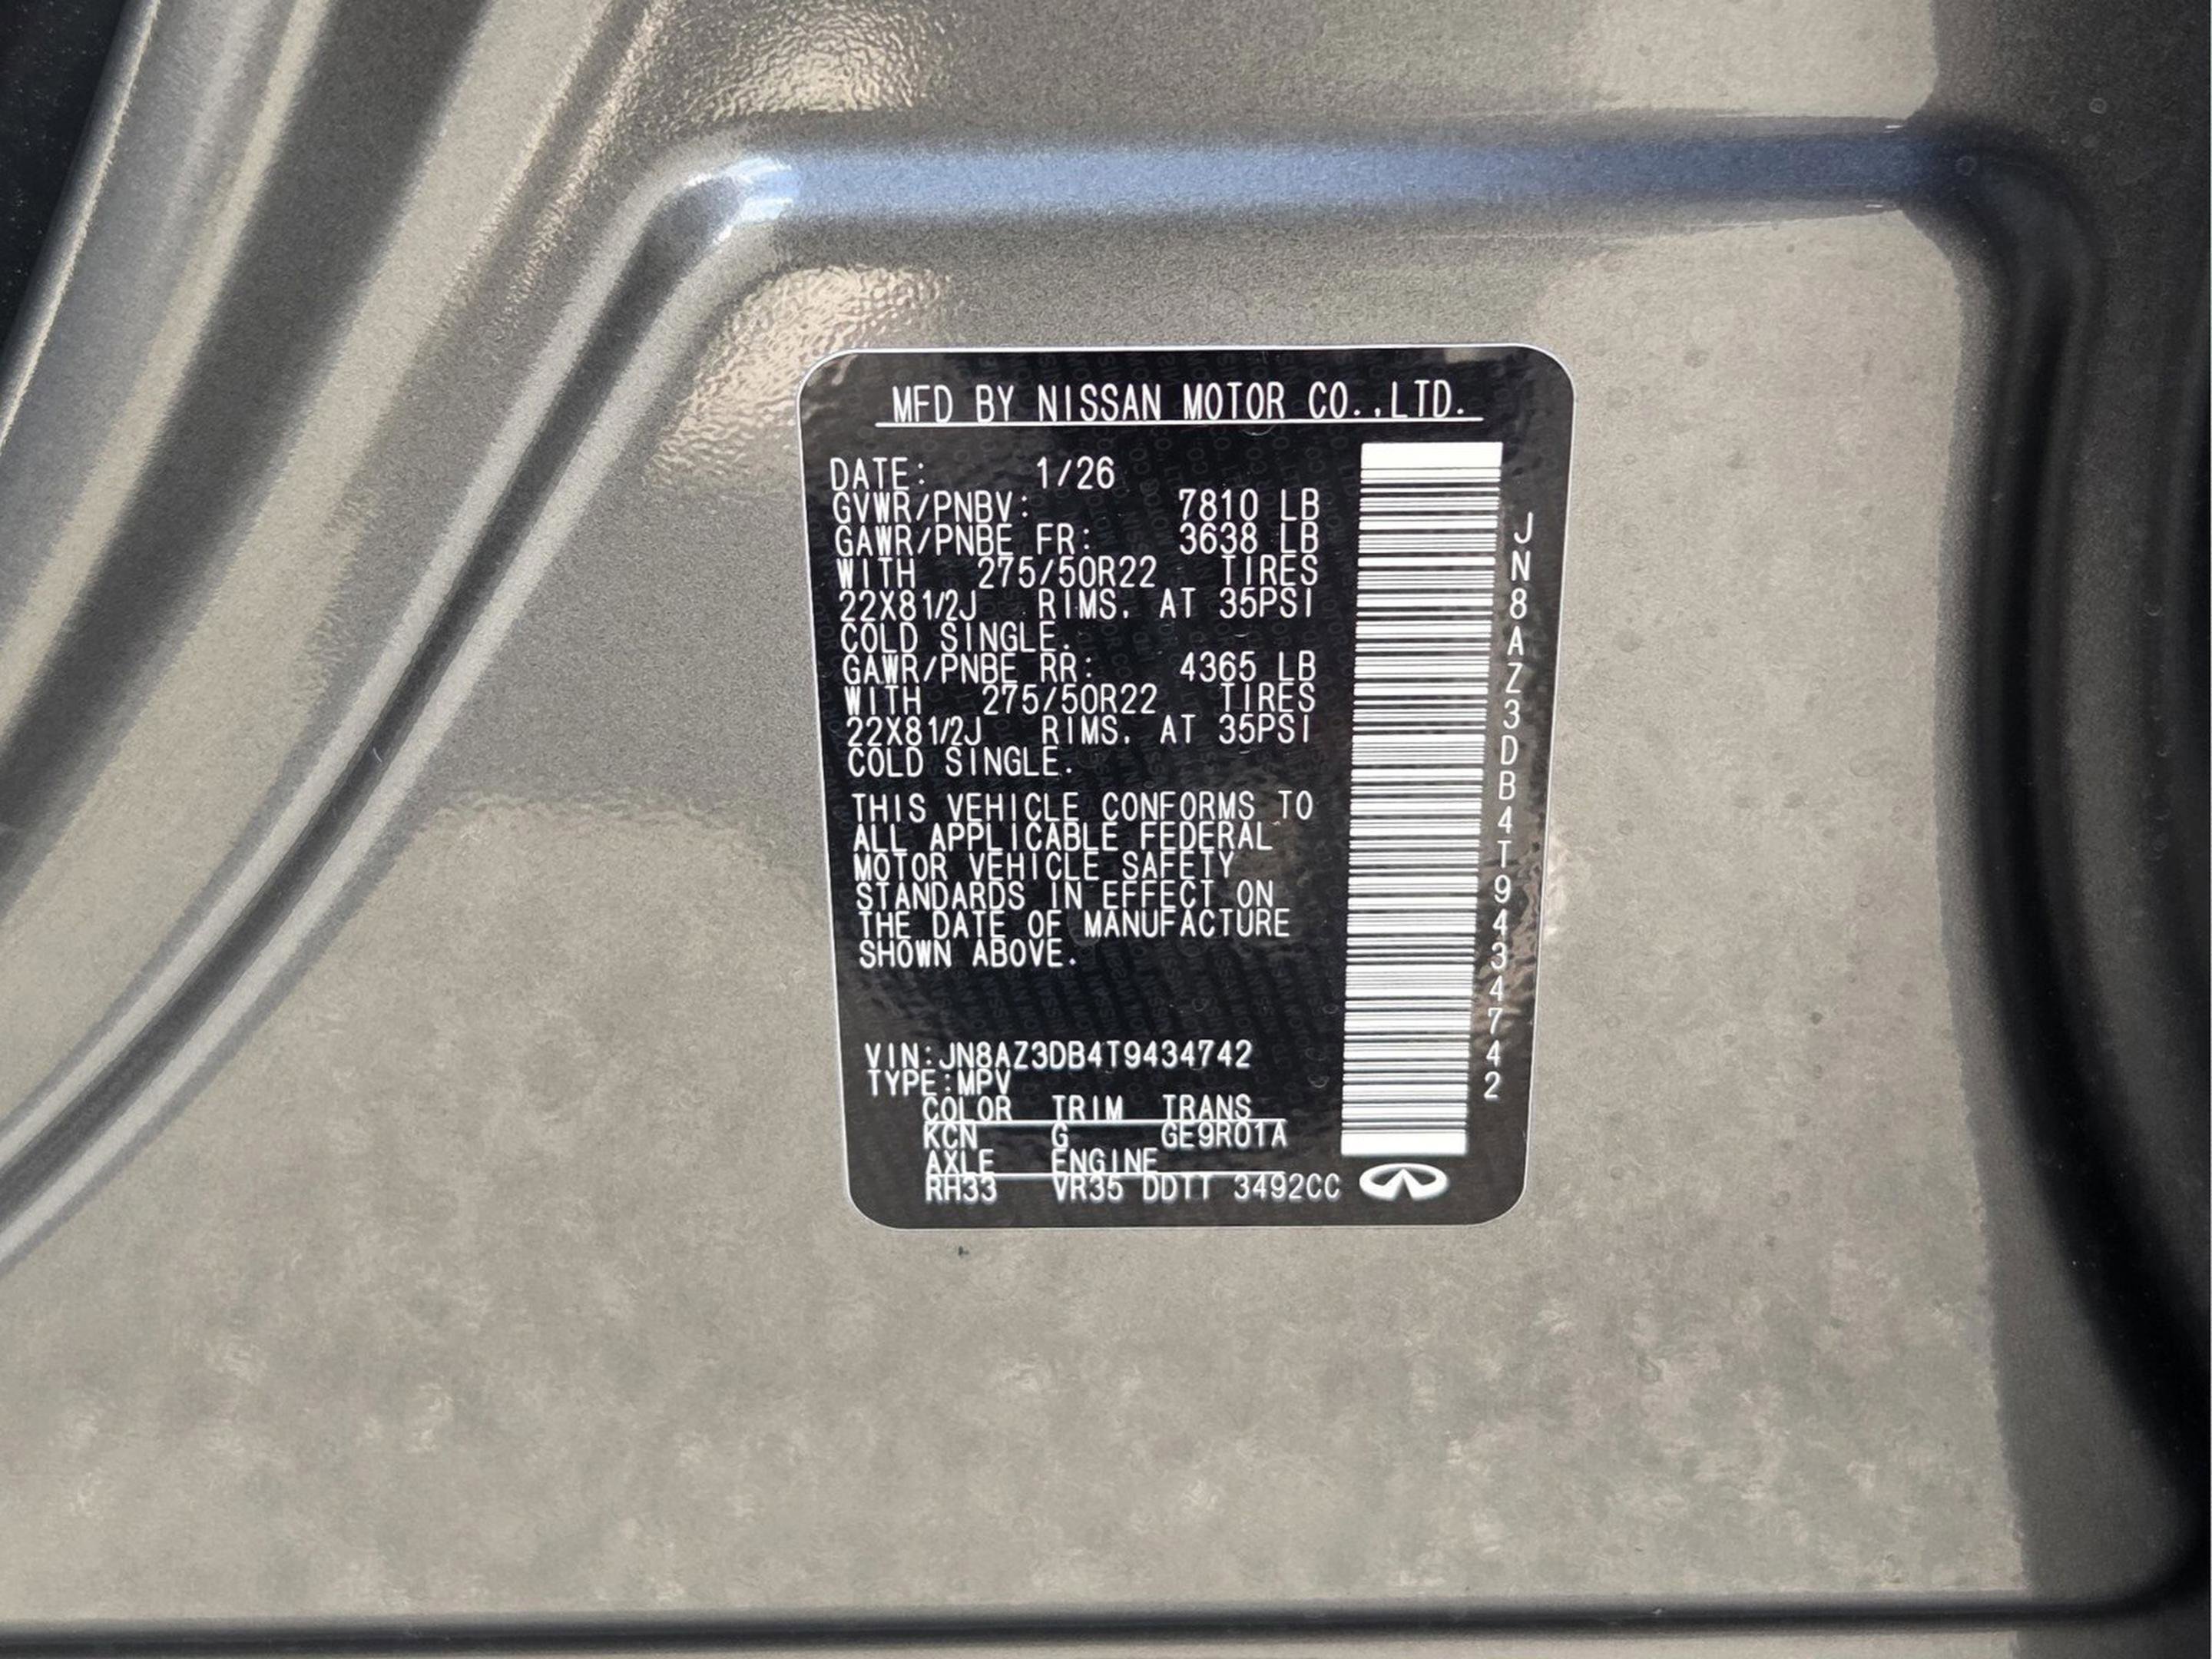 MFD BY NISSAN MOTOR CO.,LTD.
DATE: 1/26
GVWR/PNBV: 7810 LB
GAWR/PNBE FR: 3638 LB
WITH 275/50R22 TIRES
22X81/2J RIMS, AT 35PSI
COLD SINGLE.
GAWR/PNBE RR: 4365 LB
WITH 275/50R22 TIRES
22X81/2J RIMS, AT 35PSI
COLD SINGLE.
THIS VEHICLE CONFORMS TO
ALL APPLICABLE FEDERAL
MOTOR VEHICLE SAFETY
STANDARDS IN EFFECT ON
THE DATE OF MANUFACTURE
SHOWN ABOVE.
VIN:JN8AZ3DB4T9434742
TYPE:MPV
COLOR TRIM TRANS
KCN G GE9R01A
AXLE ENGINE
RH33 VR35 DDTT 3492CC
JN8AZ3DB4T9434742